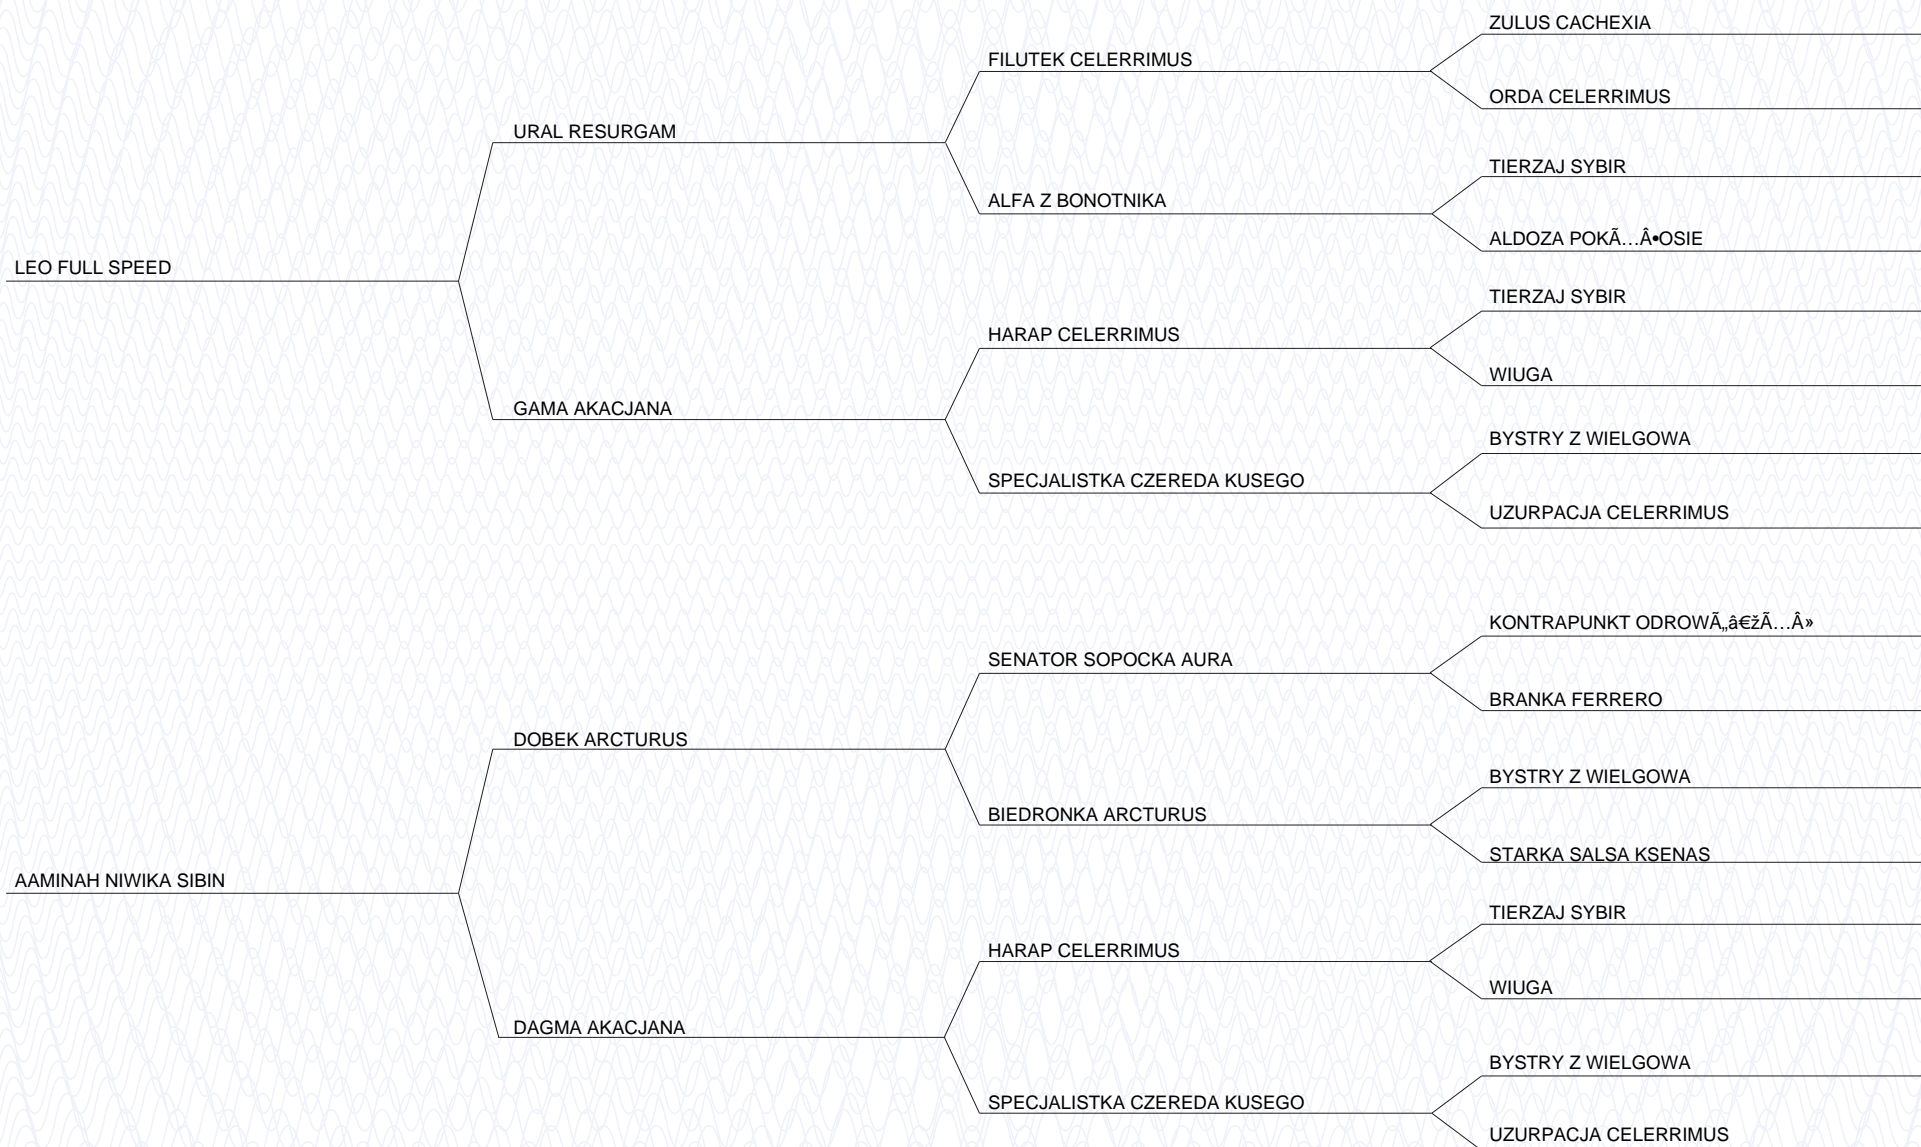 ZULUS CACHEXIA
FILUTEK CELERRIMUS
ORDA CELERRIMUS
URAL RESURGAM
TIERZAJ SYBIR
ALFA Z BONOTNIKA
ALDOZA POKÃ…Â•OSIE
LEO FULL SPEED
TIERZAJ SYBIR
HARAP CELERRIMUS
WIUGA
GAMA AKACJANA
BYSTRY Z WIELGOWA
SPECJALISTKA CZEREDA KUSEGO
UZURPACJA CELERRIMUS
KONTRAPUNKT ODROWÃ„â€žÃ…Â»
SENATOR SOPOCKA AURA
BRANKA FERRERO
DOBEK ARCTURUS
BYSTRY Z WIELGOWA
BIEDRONKA ARCTURUS
STARKA SALSA KSENAS
AAMINAH NIWIKA SIBIN
TIERZAJ SYBIR
HARAP CELERRIMUS
WIUGA
DAGMA AKACJANA
BYSTRY Z WIELGOWA
SPECJALISTKA CZEREDA KUSEGO
UZURPACJA CELERRIMUS